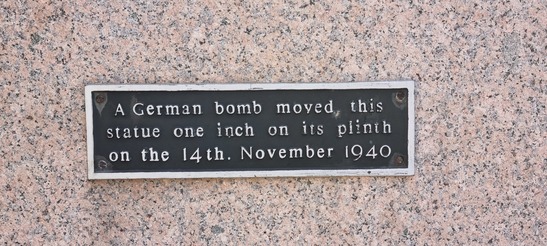 A German bomb moved this
statue one inch on its plinth
on the 14th. November 1940